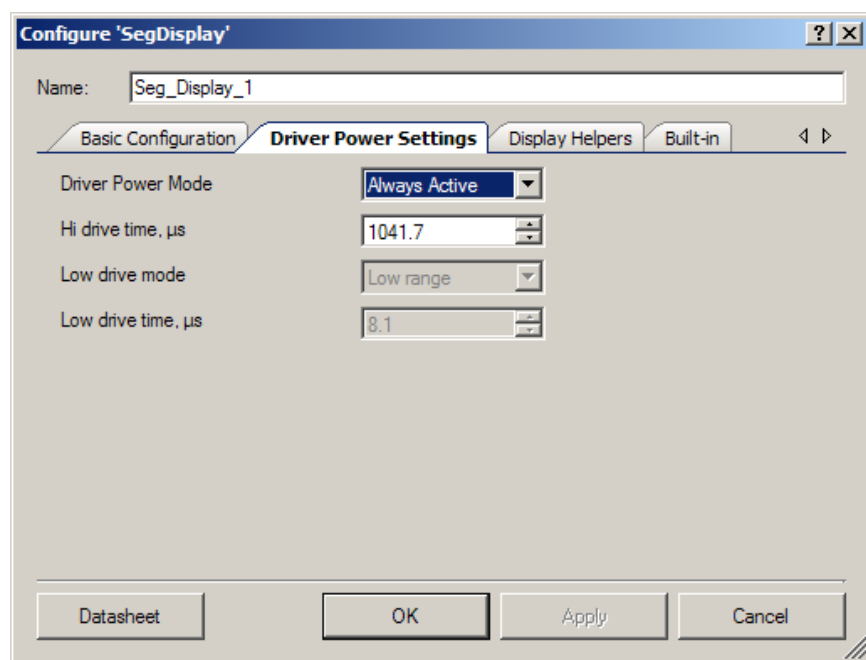 Configure 'SegDisplay'
Name: Seg_Display_1
Basic Configuration Driver Power Settings Display Helpers Built-in
Driver Power Mode Always Active
Hi drive time, µs 1041.7
Low drive mode Low range
Low drive time, µs 8.1
Datasheet OK Apply Cancel